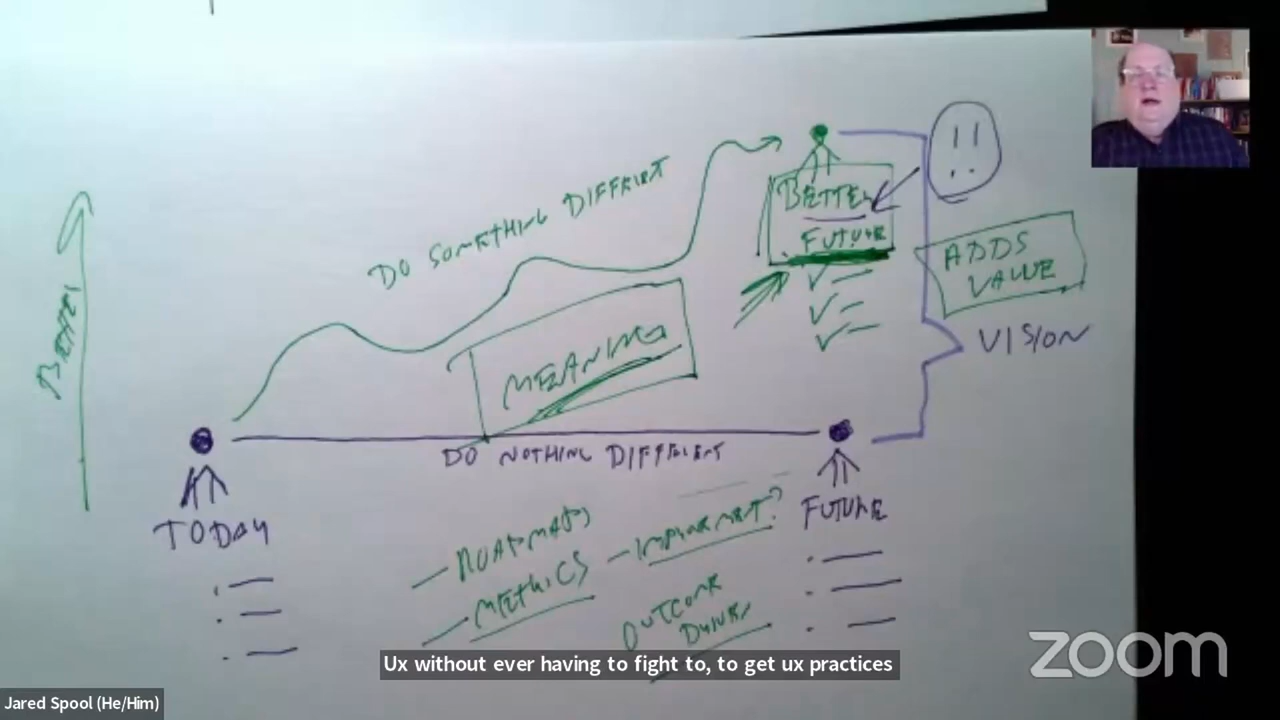 DO SOMETHING DIFFERENT
BETTER
FUTURE
ADDS
VALUE
VISION
BETTER
MEANING
DO NOTHING DIFFERENT
TODAY
FUTURE
ROADMAPS
METRICS
IMPORTANT?
OUTCOME
DRIVEN
zoom
Ux without ever having to fight to, to get ux practices
Jared Spool (He/Him)